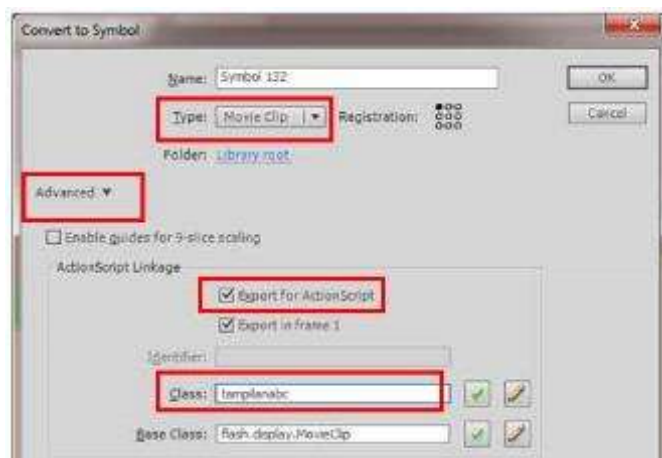 Convert to Symbol
Name: Symbol 132
OK
Type: Movie Clip Registration:
Cancel
Folder: Library root
Advanced
Enable guides for 9-slice scaling
ActionScript Linkage
Export for ActionScript
Export in frame 1
Identifier:
Class: tampilanabc
Base Class: flash.display.MovieClip